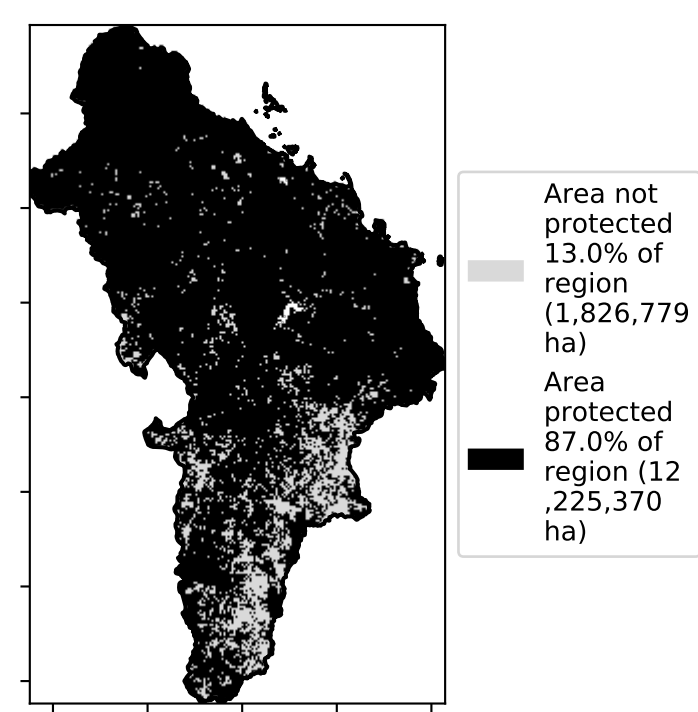 Area not
protected
13.0% of
region
(1,826,779
ha)
Area
protected
87.0% of
region (12
,225,370
ha)